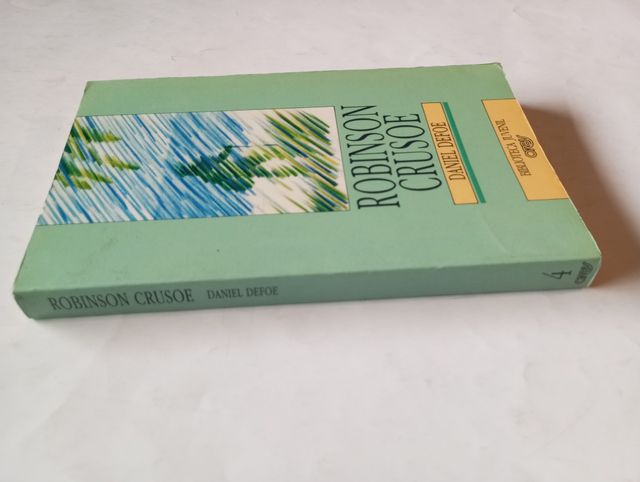 ROBINSON
CRUSOE
DANIEL DEFOE
BIBLIOTECA JUVENIL
ROBINSON CRUSOE DANIEL DEFOE
4